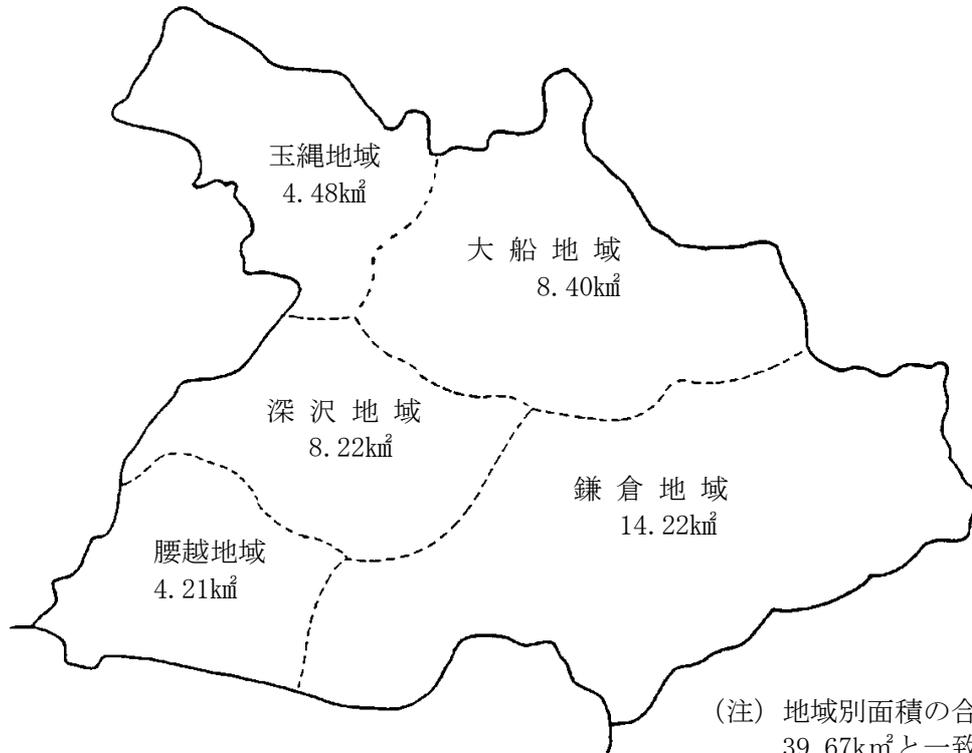 玉縄地域
4.48k㎡
大 船 地 域
8.40k㎡
深 沢 地 域
8.22k㎡
鎌 倉 地 域
14.22k㎡
腰越地域
4.21k㎡
（注）地域別面積の合
39.67k㎡と一致